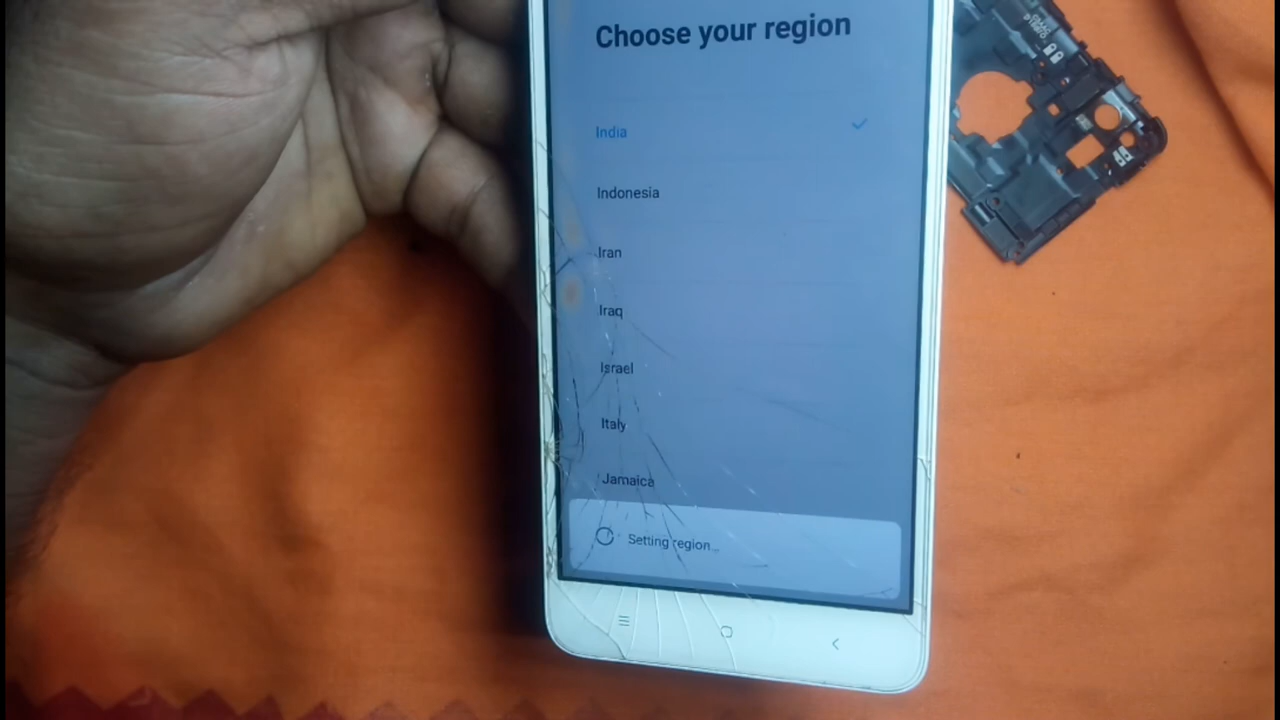 Choose your region
India
Indonesia
Iran
Iraq
Israel
Italy
Jamaica
Setting region...